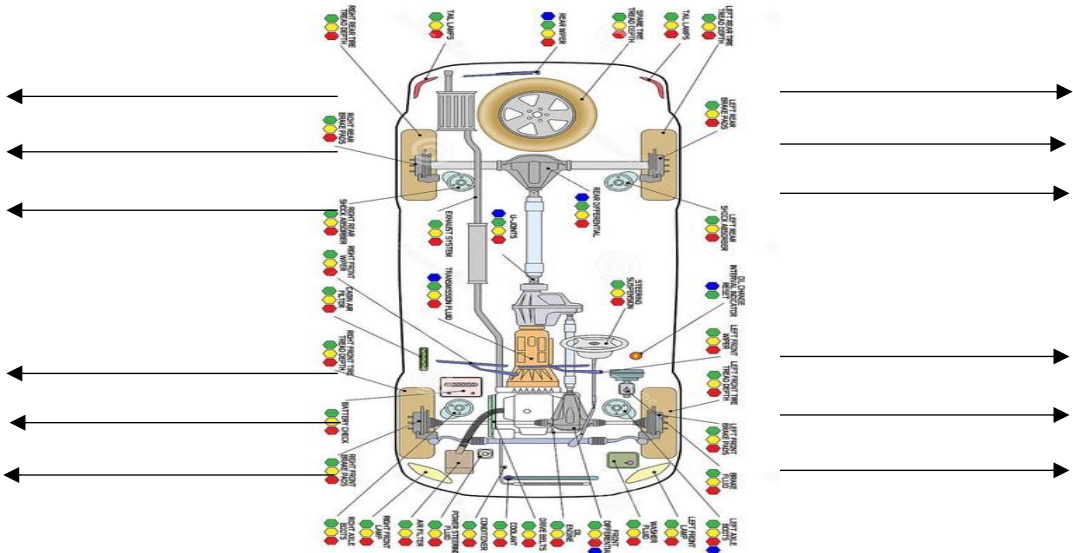 RIGHT REAR TIRE
TREAD DEPTH
TAIL LAMPS
REAR WIPER
SPARE TIRE
TREAD DEPTH
TAIL LAMPS
LEFT REAR TIRE
TREAD DEPTH
RIGHT REAR
BRAKE PADS
LEFT REAR
BRAKE PADS
RIGHT REAR
SHOCK ABSORBER
EXHAUST SYSTEM
U-JOINTS
REAR DIFFERENTIAL
LEFT REAR
SHOCK ABSORBER
RIGHT FRONT
WIPER
TRANSMISSION FLUID
STEERING
SUSPENSION
OIL CHANGE
INTERVAL INDICATOR
RESET
CABIN AIR
FILTER
LEFT FRONT
WIPER
RIGHT FRONT TIRE
TREAD DEPTH
LEFT FRONT TIRE
TREAD DEPTH
BATTERY CHECK
LEFT FRONT
BRAKE PADS
RIGHT FRONT
BRAKE PADS
BRAKE
FLUID
RIGHT AXLE
BOOTS
RIGHT FRONT
LAMP
AIR FILTER
POWER STEERING
FLUID
CONDITIONER
COOLANT
DRIVE BELTS
ENGINE
OIL
FRONT
DIFFERENTIAL
WASHER
FLUID
LEFT FRONT
LAMP
LEFT AXLE
BOOTS